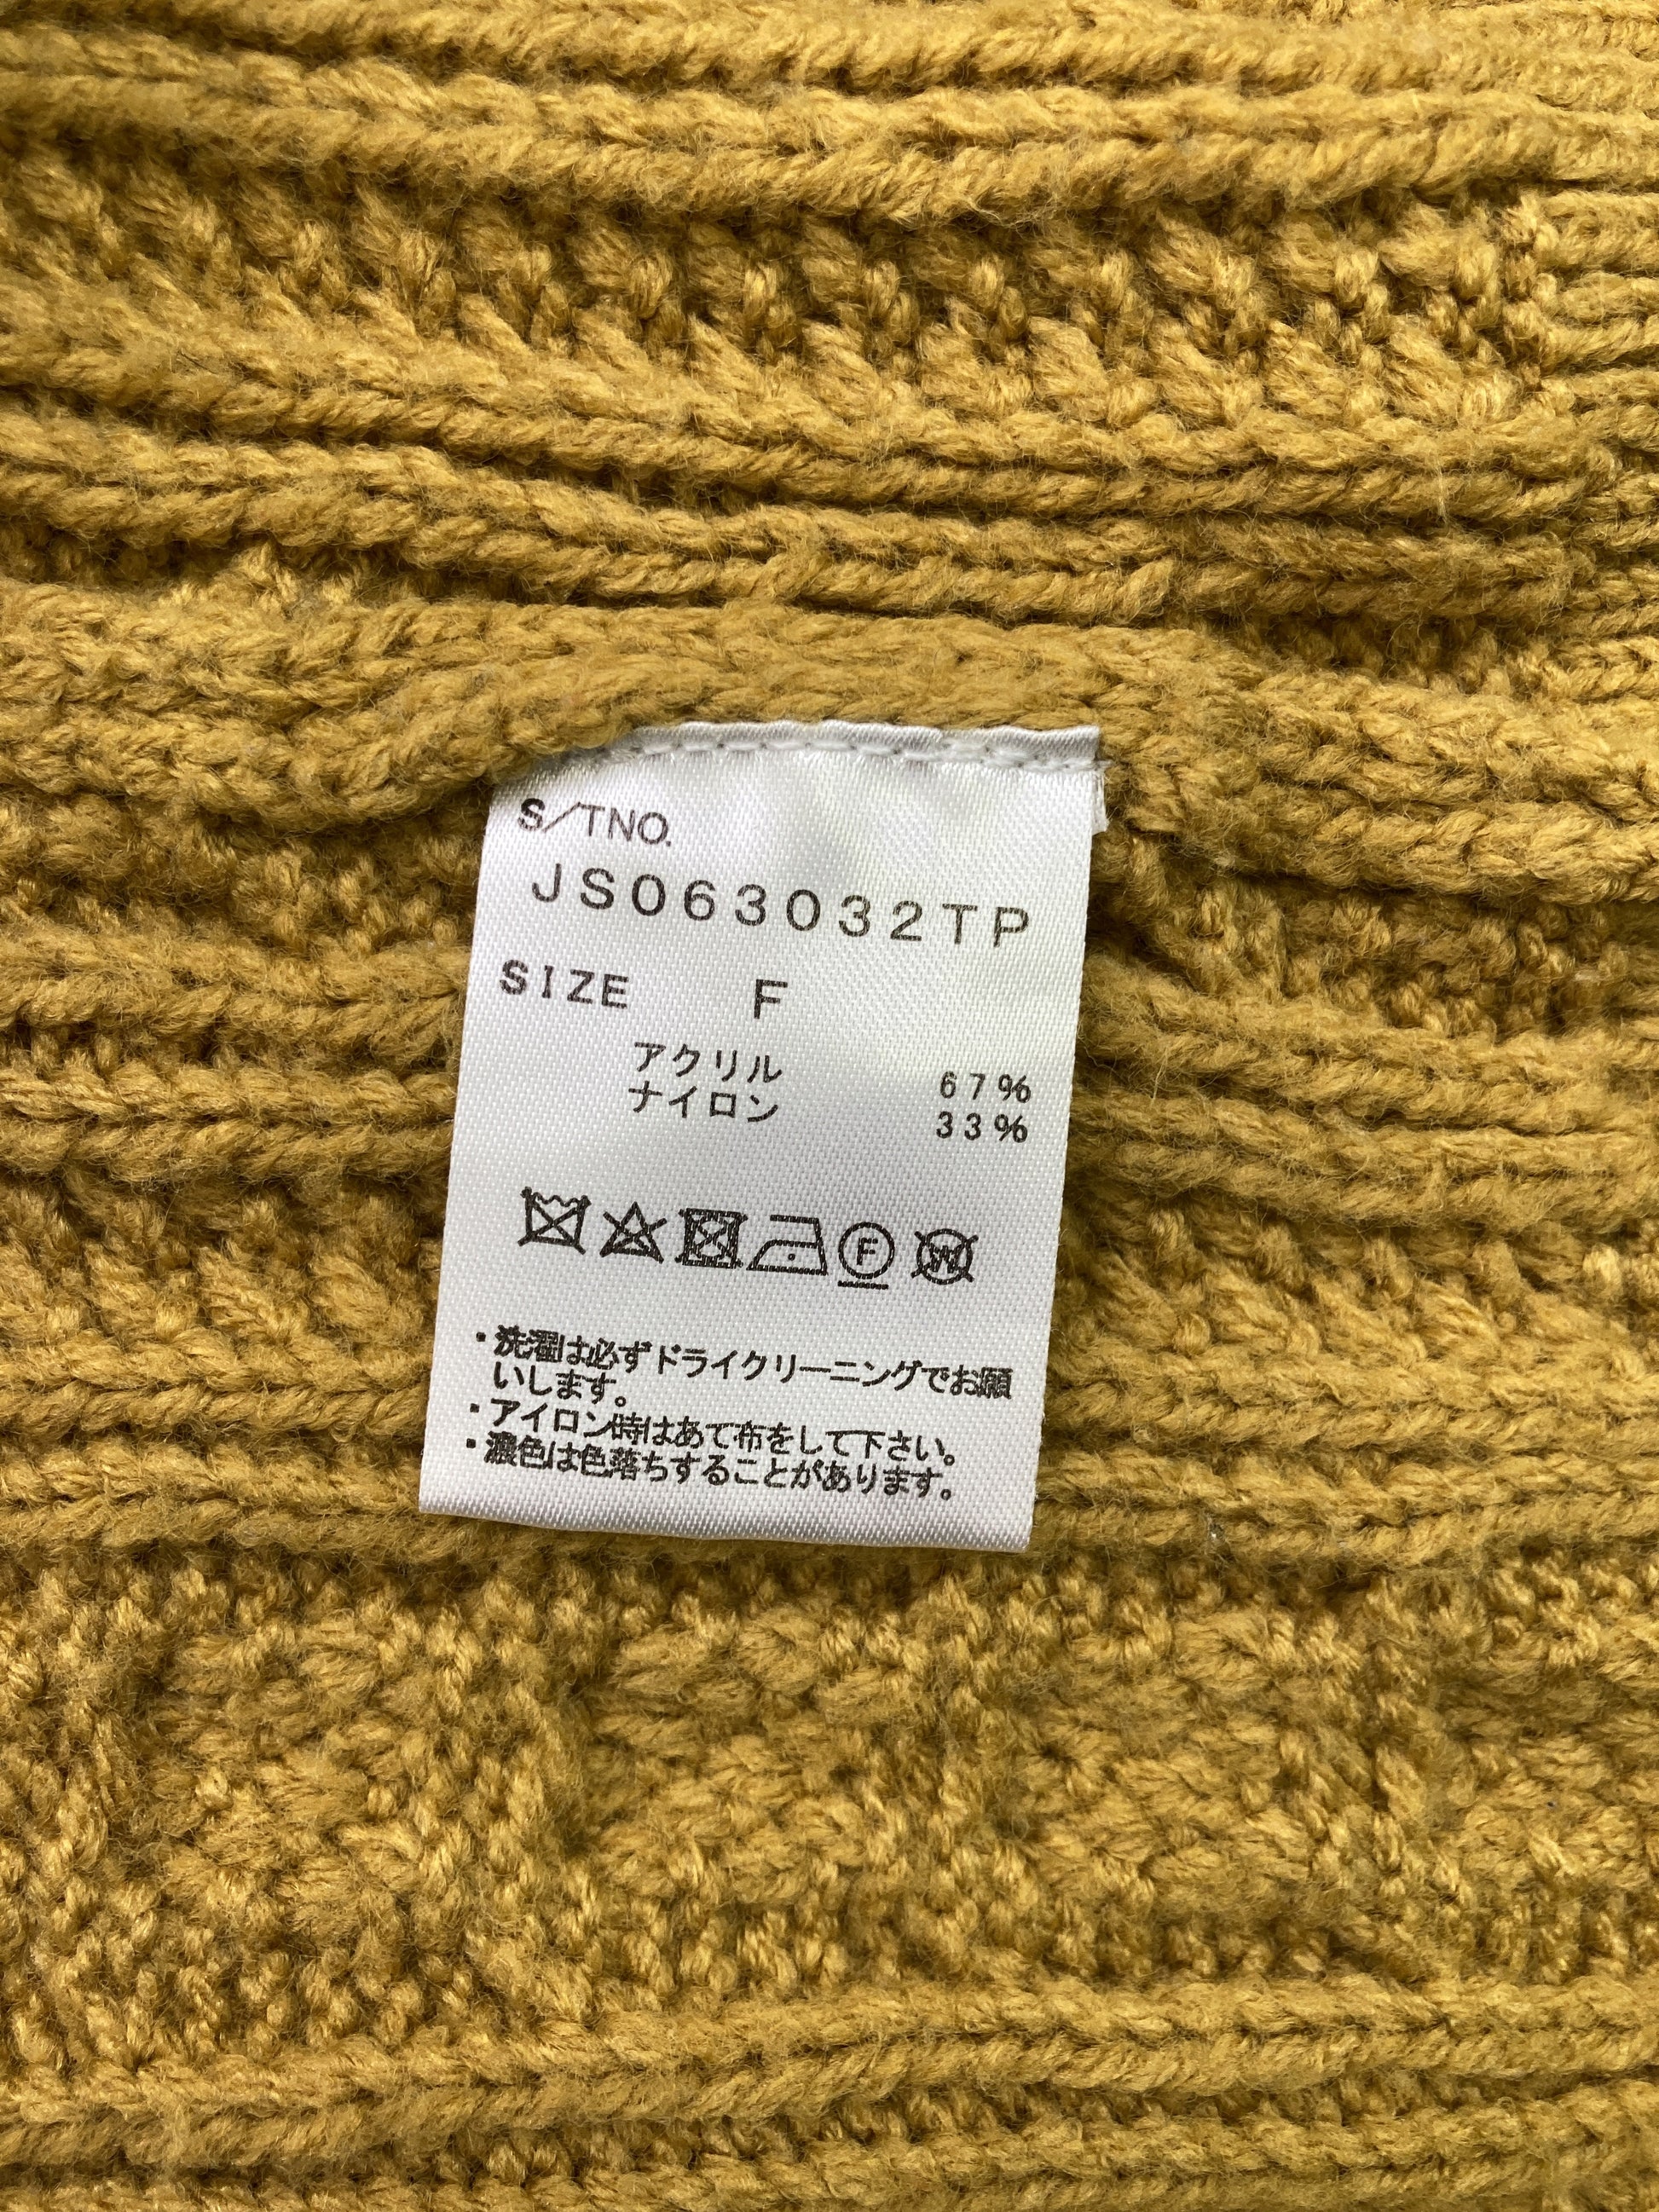 S/TNO.
JS063032TP
SIZE F
アクリル 67%
ナイロン 33%
F W
・洗濯は必ずドライクリーニングでお願
いします。
・アイロン時はあて布をして下さい。
・濃色は色落ちすることがあります。